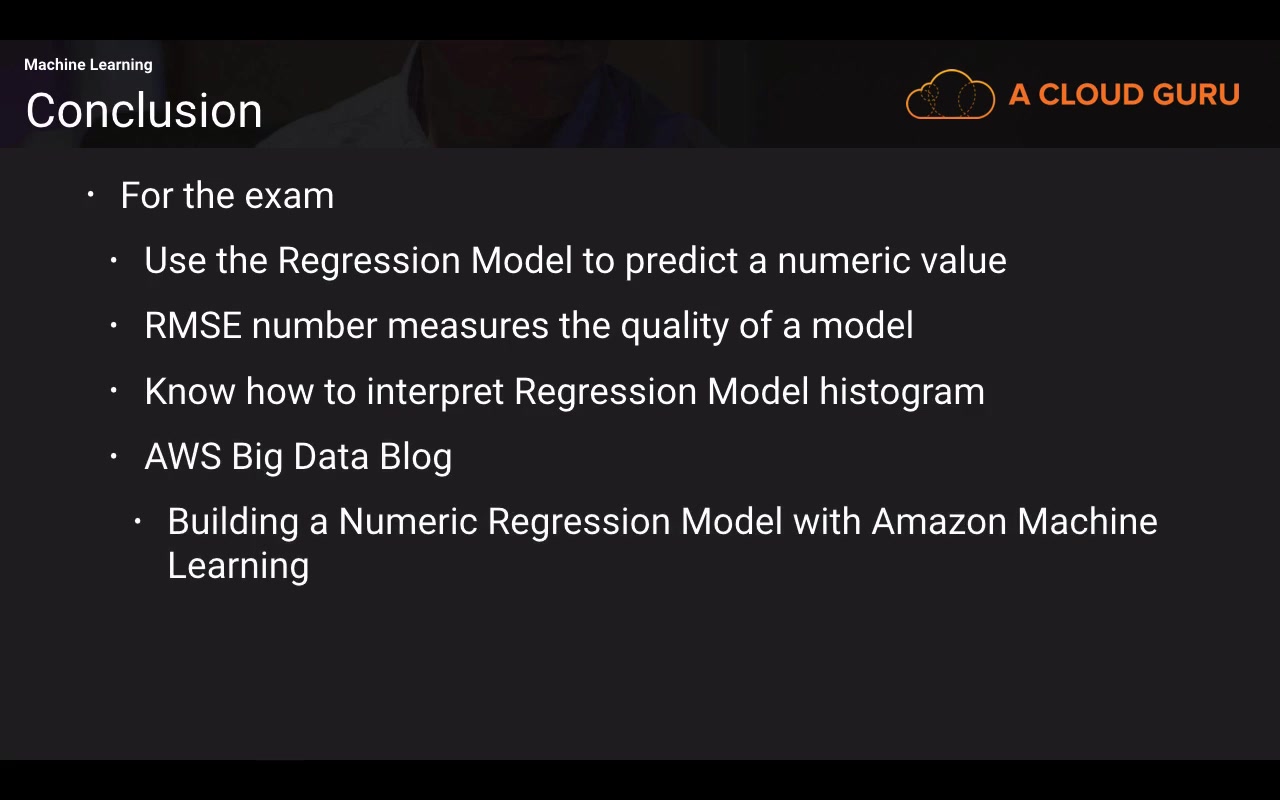 Machine Learning
Conclusion
A CLOUD GURU
• For the exam
• Use the Regression Model to predict a numeric value
• RMSE number measures the quality of a model
• Know how to interpret Regression Model histogram
• AWS Big Data Blog
• Building a Numeric Regression Model with Amazon Machine
Learning